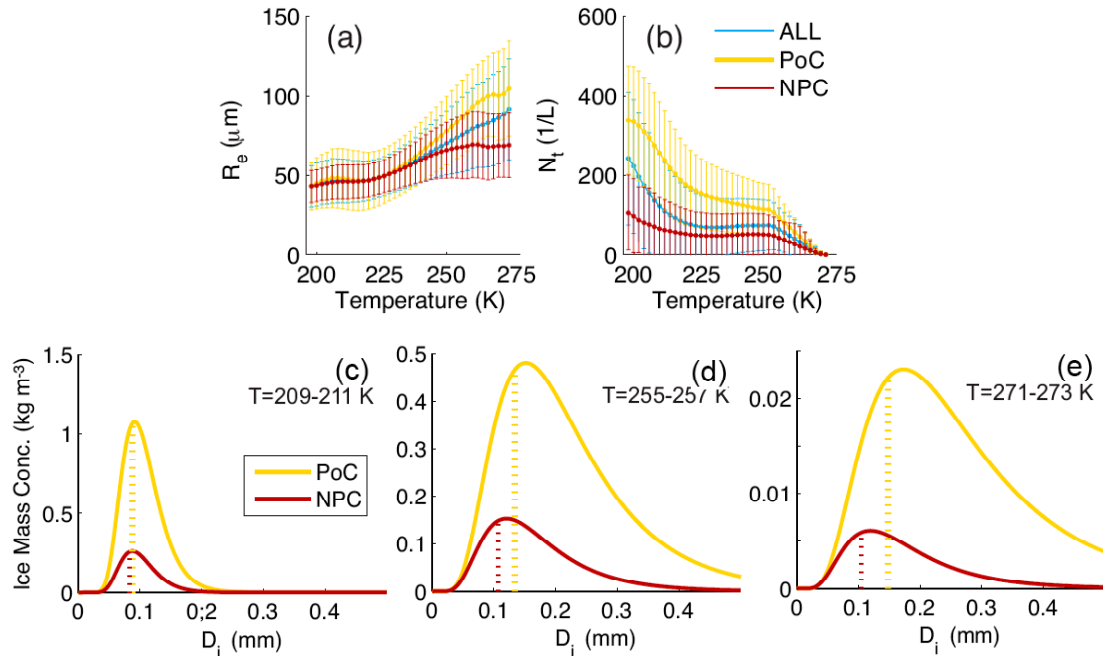 (a)
150
100
50
0
200 225 250 275
Temperature (K)
R_e (μm)
(b)
600
400
200
0
200 225 250 275
Temperature (K)
N_t (1/L)
ALL
PoC
NPC
(c)
T=209-211 K
Ice Mass Conc. (kg m⁻³)
1.5
1
0.5
0
0 0.1 0;2 0.3 0.4
D_i (mm)
PoC
NPC
(d)
T=255-257 K
0.5
0.4
0.3
0.2
0.1
0
0 0.1 0.2 0.3 0.4
D_i (mm)
(e)
T=271-273 K
0.02
0.01
0
0 0.1 0.2 0.3 0.4
D_i (mm)